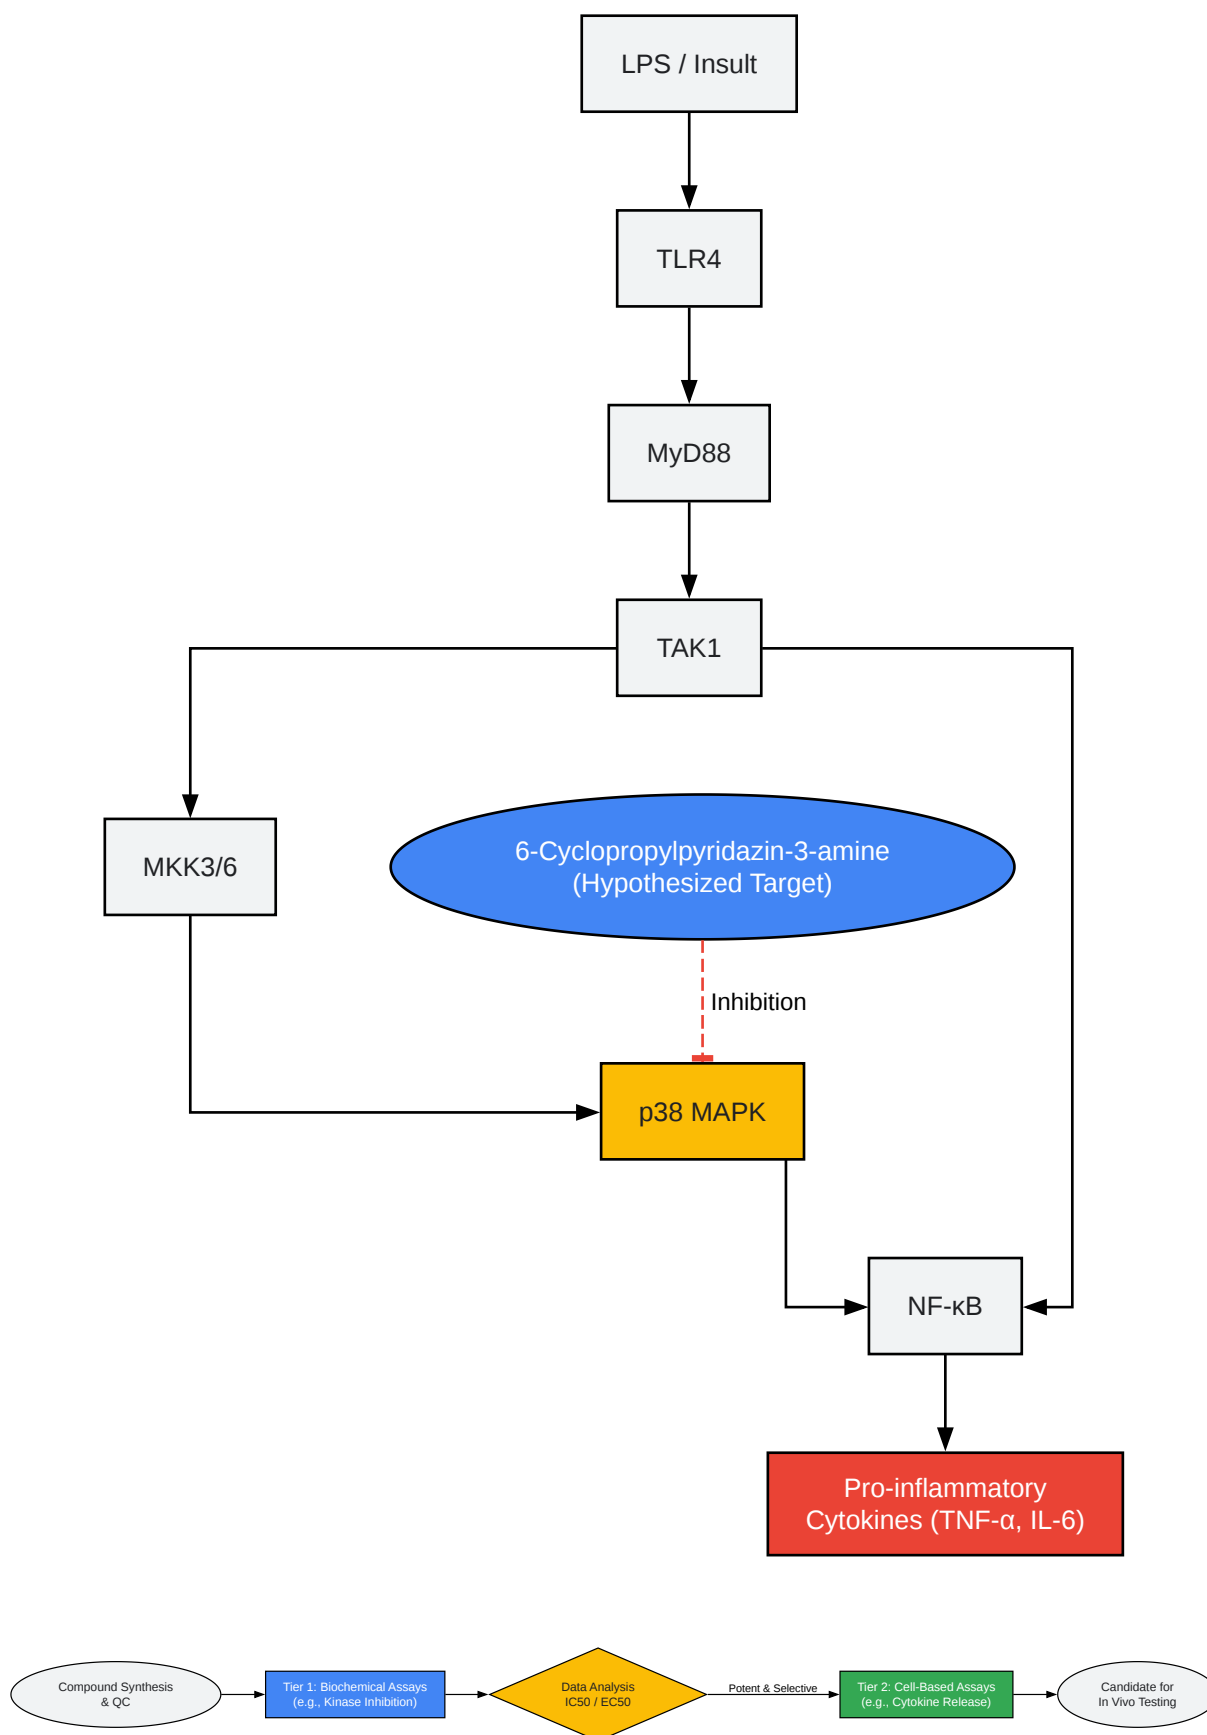 LPS / Insult
TLR4
MyD88
TAK1
MKK3/6
6-Cyclopropylpyridazin-3-amine
(Hypothesized Target)
Inhibition
p38 MAPK
NF-κB
Pro-inflammatory
Cytokines (TNF-α, IL-6)
Compound Synthesis
& QC
Tier 1: Biochemical Assays
(e.g., Kinase Inhibition)
Data Analysis
IC50 / EC50
Potent & Selective
Tier 2: Cell-Based Assays
(e.g., Cytokine Release)
Candidate for
In Vivo Testing